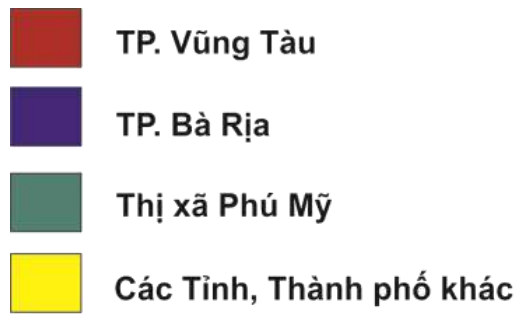 TP. Vũng Tàu
TP. Bà Rịa
Thị xã Phú Mỹ
Các Tỉnh, Thành phố khác